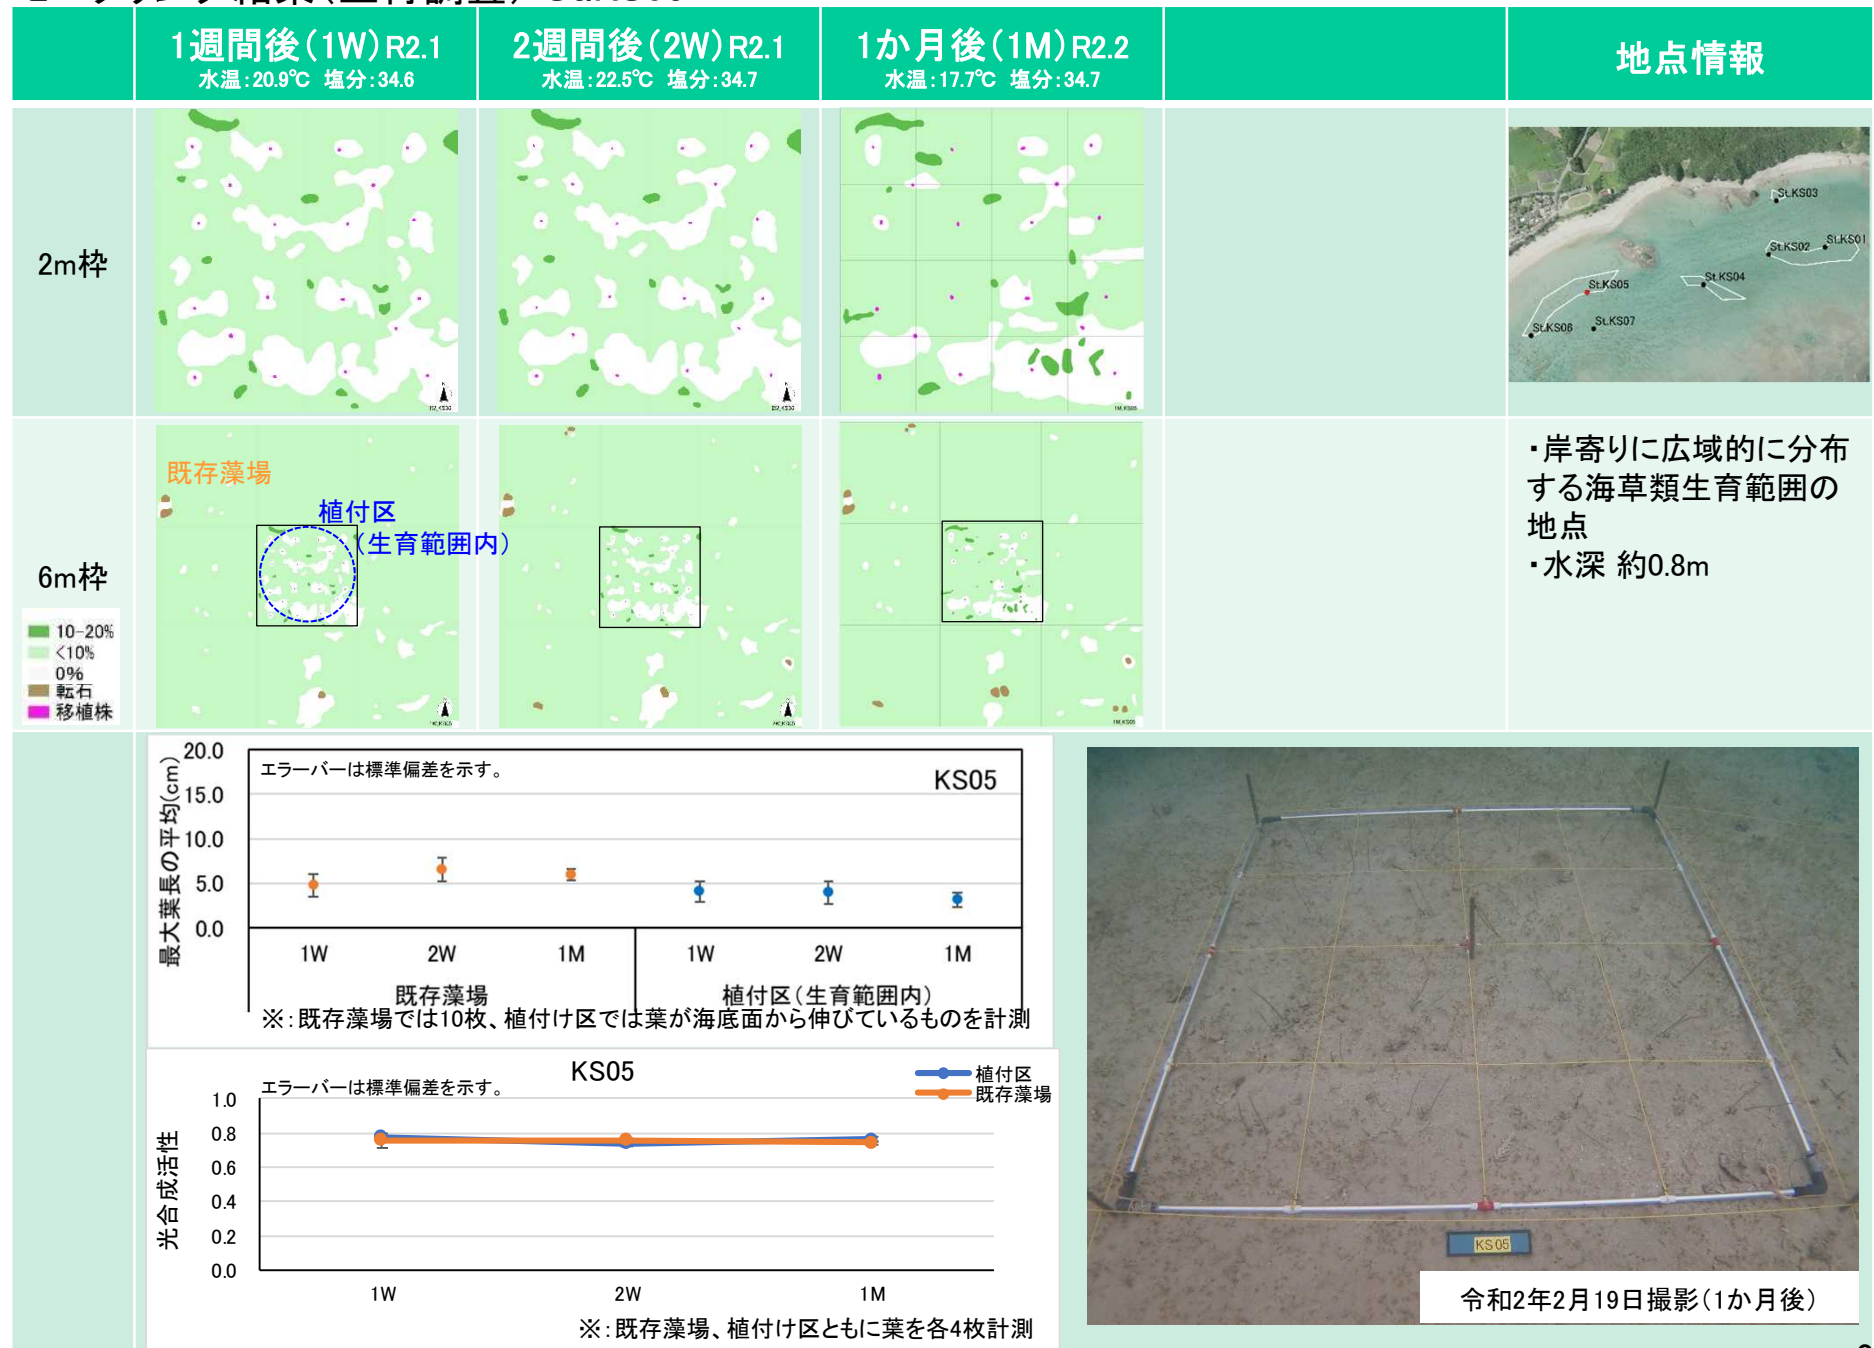 1週間後(1W)R2.1
水温:20.9℃ 塩分:34.6
2週間後(2W)R2.1
水温:22.5℃ 塩分:34.7
1か月後(1M)R2.2
水温:17.7℃ 塩分:34.7
地点情報
2m枠
St.KS03
St.KS02
St.KS01
St.KS04
St.KS05
St.KS06
St.KS07
6m枠
10-20%
<10%
0%
転石
移植株
既存藻場
植付区
(生育範囲内)
・岸寄りに広域的に分布
する海草類生育範囲の
地点
・水深 約0.8m
エラーバーは標準偏差を示す。
KS05
最大葉長の平均(cm)
20.0
15.0
10.0
5.0
0.0
1W
2W
1M
1W
2W
1M
既存藻場
植付区(生育範囲内)
※:既存藻場では10枚、植付け区では葉が海底面から伸びているものを計測
KS05
エラーバーは標準偏差を示す。
植付区
既存藻場
光合成活性
1.0
0.8
0.6
0.4
0.2
0.0
1W
2W
1M
※:既存藻場、植付け区ともに葉を各4枚計測
KS05
令和2年2月19日撮影(1か月後)